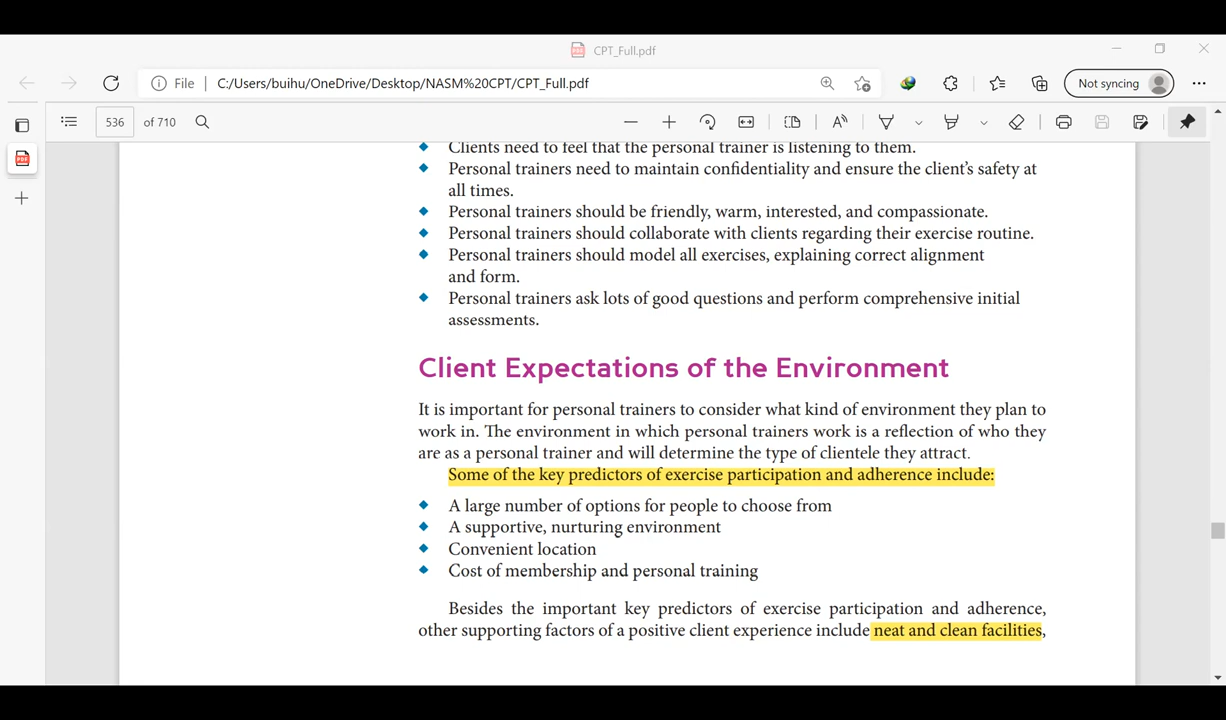 CPT_Full.pdf
File | C:/Users/buihu/OneDrive/Desktop/NASM%20CPT/CPT_Full.pdf
Not syncing
536 of 710
Clients need to feel that the personal trainer is listening to them.
Personal trainers need to maintain confidentiality and ensure the client's safety at
all times.
Personal trainers should be friendly, warm, interested, and compassionate.
Personal trainers should collaborate with clients regarding their exercise routine.
Personal trainers should model all exercises, explaining correct alignment
and form.
Personal trainers ask lots of good questions and perform comprehensive initial
assessments.
Client Expectations of the Environment
It is important for personal trainers to consider what kind of environment they plan to
work in. The environment in which personal trainers work is a reflection of who they
are as a personal trainer and will determine the type of clientele they attract.
Some of the key predictors of exercise participation and adherence include:
A large number of options for people to choose from
A supportive, nurturing environment
Convenient location
Cost of membership and personal training
Besides the important key predictors of exercise participation and adherence,
other supporting factors of a positive client experience include neat and clean facilities,